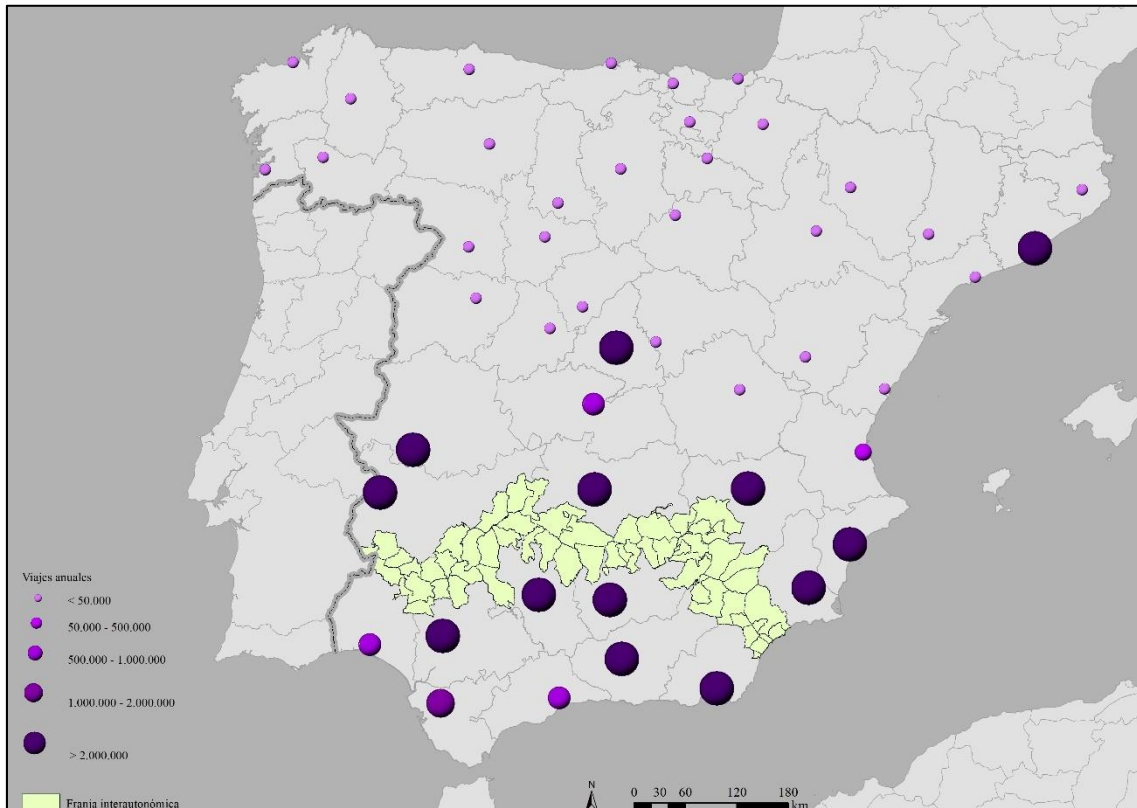 Viajes anuales
< 50.000
50.000 - 500.000
500.000 - 1.000.000
1.000.000 - 2.000.000
> 2.000.000
Franja interautonómica
N
0 30 60 120 180
km